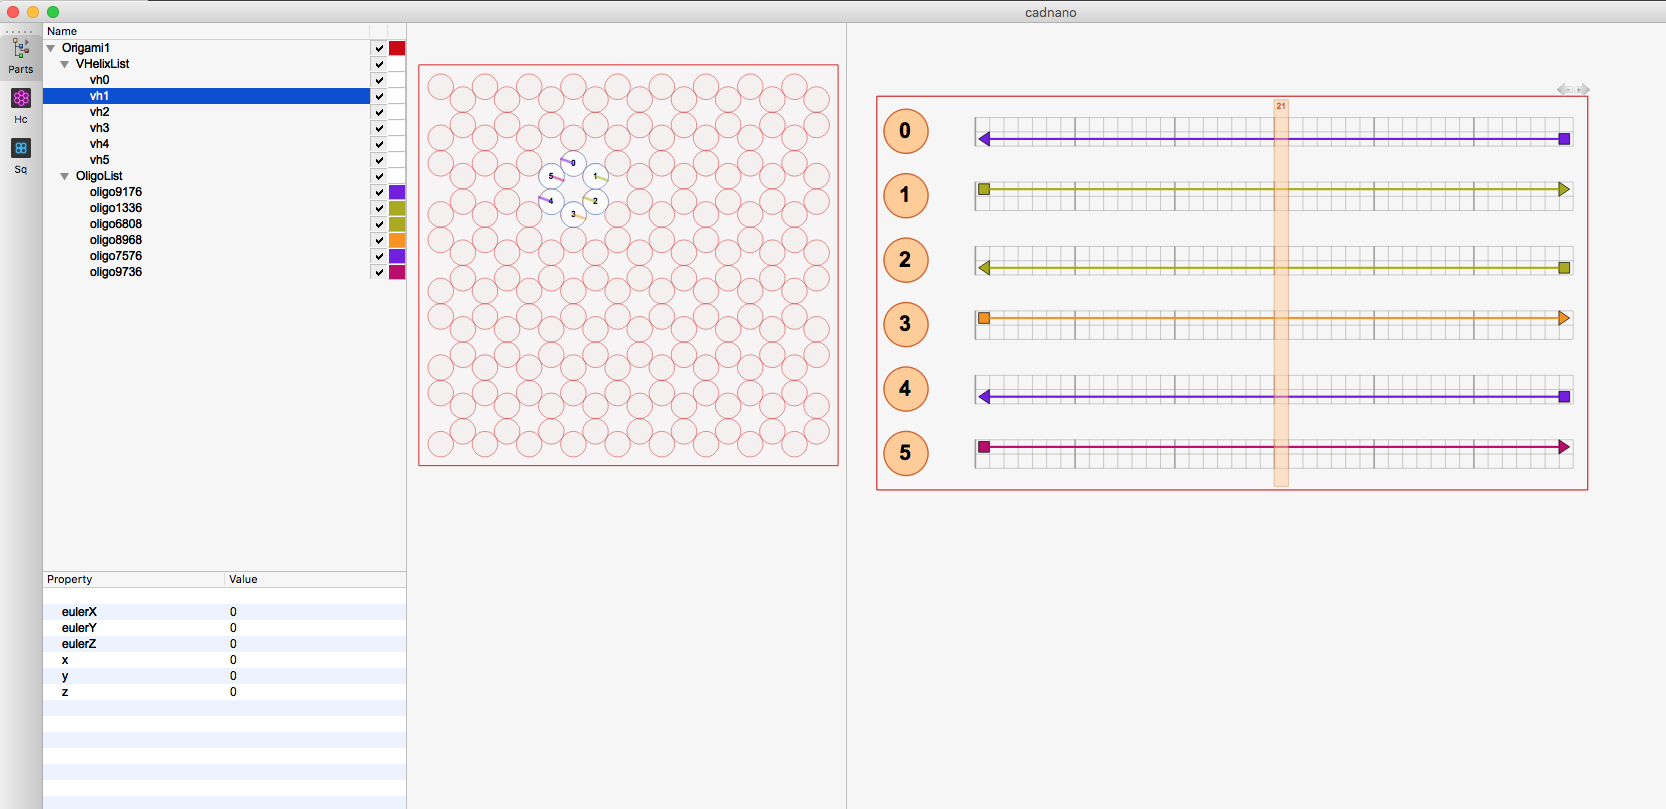 cadnano
Parts
Hc
Sq
Name
Origami1
VHelixList
vh0
vh1
vh2
vh3
vh4
vh5
OligoList
oligo9176
oligo1336
oligo6808
oligo8968
oligo7576
oligo9736
Property Value
eulerX 0
eulerY 0
eulerZ 0
x 0
y 0
z 0
0
5 1
4 2
3
21
0
1
2
3
4
5